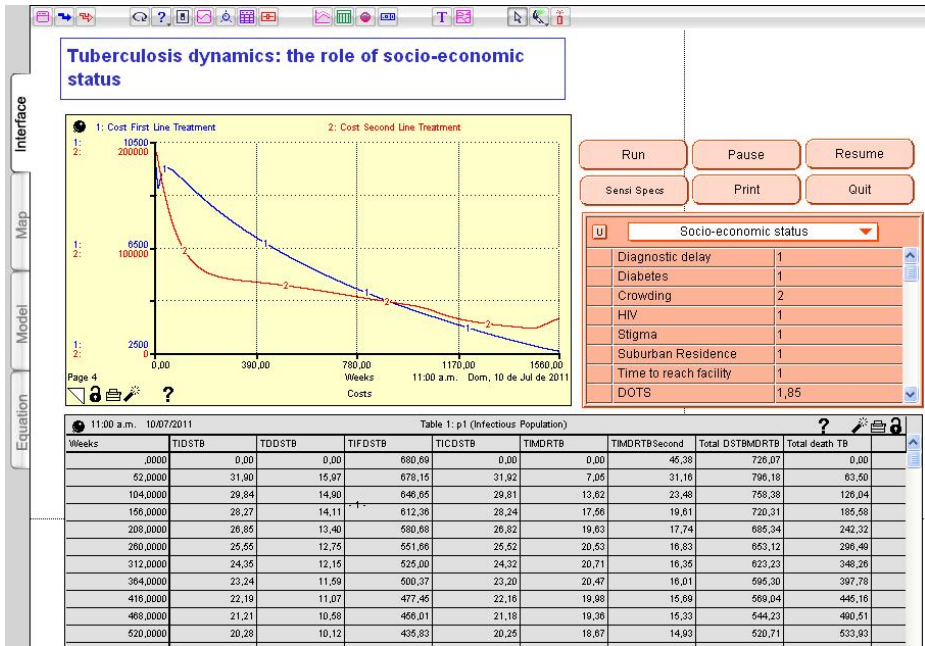 Tuberculosis dynamics: the role of socio-economic
status
Interface
Map
Model
Equation
1: Cost First Line Treatment 2: Cost Second Line Treatment
1: 10500
2: 200000
1: 6500
2: 100000
1: 2500
2: 0
0,00 390,00 780,00 1170,00 1560,00
Page 4 Weeks 11:00 a.m. Dom, 10 de Jul de 2011
Costs
?
Run Pause Resume
Sensi Specs Print Quit
U Socio-economic status
Diagnostic delay 1
Diabetes 1
Crowding 2
HIV 1
Stigma 1
Suburban Residence 1
Time to reach facility 1
DOTS 1,85
11:00 a.m. 10/07/2011 Table 1: p1 (Infectious Population) ?
Weeks TIDSTB TDDSTB TIFDSTB TICDSTB TIMDRTB TIMDRTBSecond Total DSTBMDRTB Total death TB
,0000 0,00 0,00 680,69 0,00 0,00 45,38 726,07 0,00
52,0000 31,90 15,97 678,15 31,92 7,05 31,16 796,18 63,50
104,0000 29,84 14,90 646,65 29,81 13,62 23,48 758,38 126,04
156,0000 28,27 14,11 612,36 28,24 17,56 19,61 720,31 185,58
208,0000 26,85 13,40 580,68 26,82 19,63 17,74 685,34 242,32
260,0000 25,55 12,75 551,66 25,52 20,53 16,83 653,12 296,49
312,0000 24,35 12,15 525,00 24,32 20,71 16,35 623,23 348,26
364,0000 23,24 11,59 500,37 23,20 20,47 16,01 595,30 397,78
416,0000 22,19 11,07 477,45 22,16 19,98 15,69 569,04 445,16
468,0000 21,21 10,58 456,01 21,18 19,36 15,33 544,23 490,51
520,0000 20,28 10,12 435,83 20,25 18,67 14,93 520,71 533,93